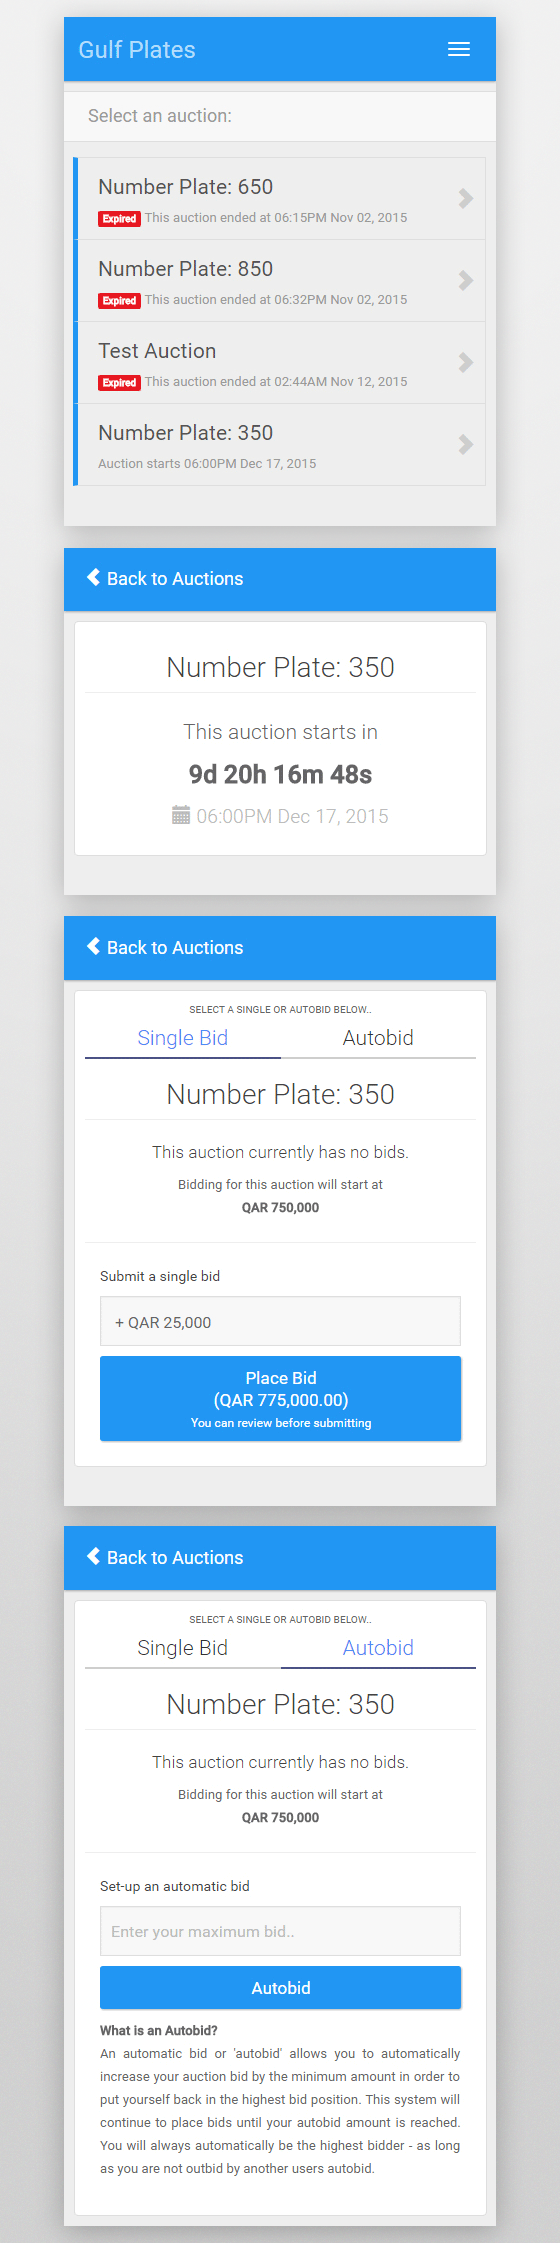 Gulf Plates
Select an auction:
Number Plate: 650
Expired This auction ended at 06:15PM Nov 02, 2015
Number Plate: 850
Expired This auction ended at 06:32PM Nov 02, 2015
Test Auction
Expired This auction ended at 02:44AM Nov 12, 2015
Number Plate: 350
Auction starts 06:00PM Dec 17, 2015
Back to Auctions
Number Plate: 350
This auction starts in
9d 20h 16m 48s
06:00PM Dec 17, 2015
Back to Auctions
SELECT A SINGLE OR AUTOBID BELOW..
Single Bid Autobid
Number Plate: 350
This auction currently has no bids.
Bidding for this auction will start at
QAR 750,000
Submit a single bid
+ QAR 25,000
Place Bid
(QAR 775,000.00)
You can review before submitting
Back to Auctions
SELECT A SINGLE OR AUTOBID BELOW..
Single Bid Autobid
Number Plate: 350
This auction currently has no bids.
Bidding for this auction will start at
QAR 750,000
Set-up an automatic bid
Enter your maximum bid..
Autobid
What is an Autobid?
An automatic bid or 'autobid' allows you to automatically
increase your auction bid by the minimum amount in order to
put yourself back in the highest bid position. This system will
continue to place bids until your autobid amount is reached.
You will always automatically be the highest bidder - as long
as you are not outbid by another users autobid.